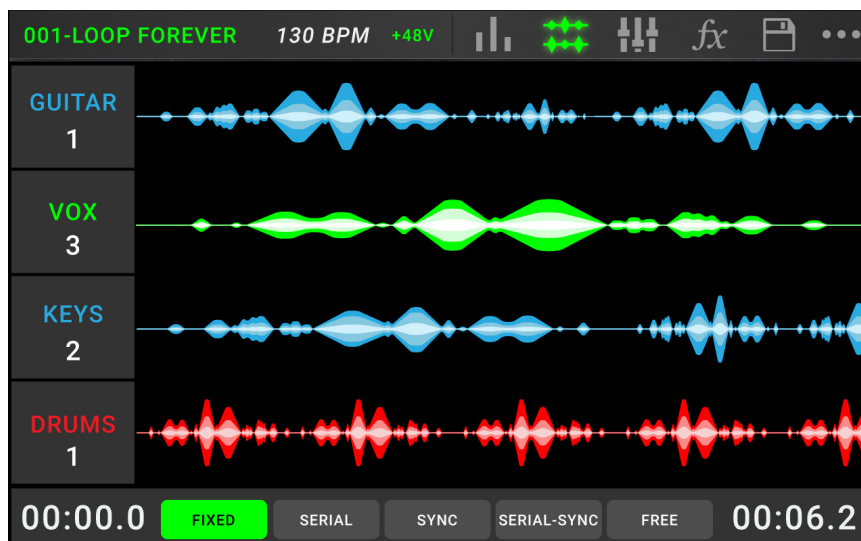 001-LOOP FOREVER 130 BPM +48V fx
GUITAR
1
VOX
3
KEYS
2
DRUMS
1
00:00.0 FIXED SERIAL SYNC SERIAL-SYNC FREE 00:06.2